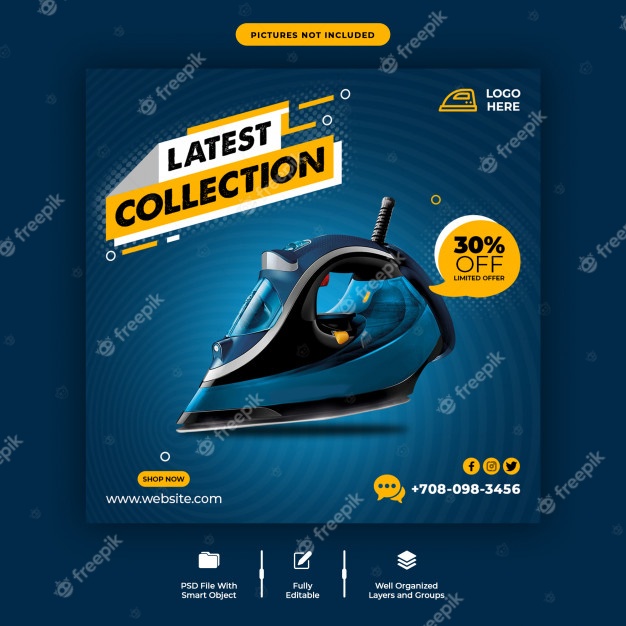 PICTURES NOT INCLUDED
LOGO
HERE
LATEST
COLLECTION
30%
OFF
LIMITED OFFER
SHOP NOW
www.website.com
+708-098-3456
PSD File With
Smart Object
Fully
Editable
Well Organized
Layers and Groups
freepik